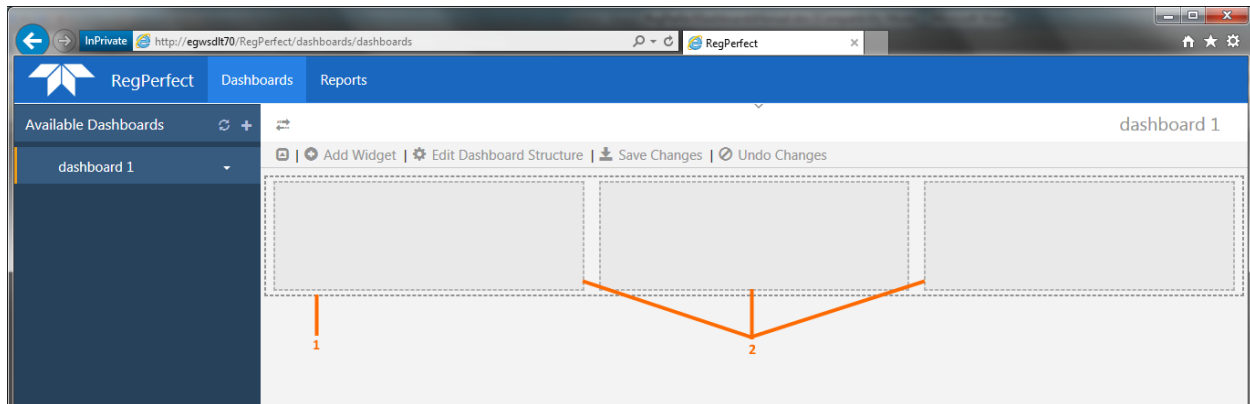 InPrivate http://egwsdlt70/RegPerfect/dashboards/dashboards RegPerfect
RegPerfect Dashboards Reports
Available Dashboards dashboard 1
Add Widget | Edit Dashboard Structure | Save Changes | Undo Changes
dashboard 1
1
2